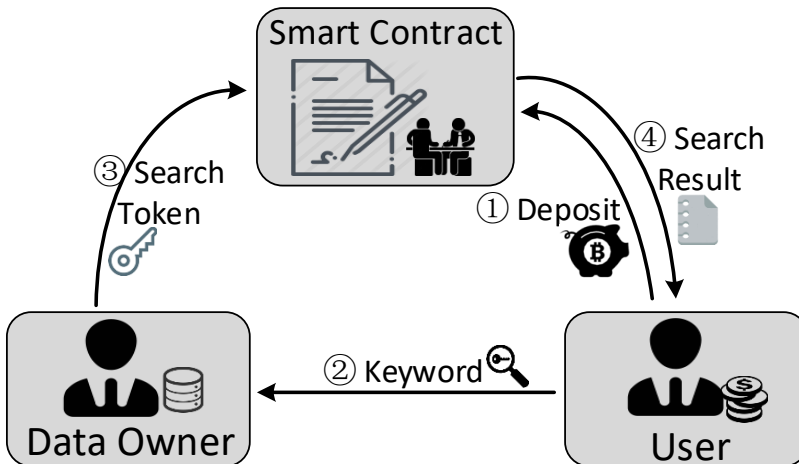 Smart Contract
③ Search
Token
④ Search
Result
① Deposit
₿
② Keyword
Data Owner
$
User